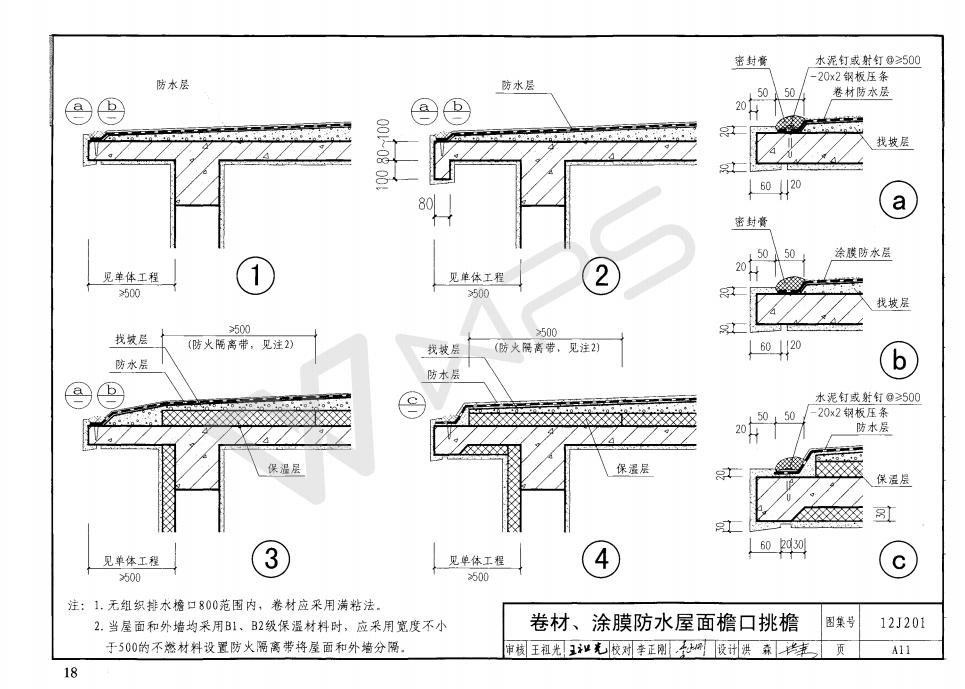 防水层
a
b
1
见单体工程
≥500
防水层
a
b
100 80~100
80
2
见单体工程
≥500
密封膏
水泥钉或射钉@≥500
-20x2钢板压条
卷材防水层
50
50
20
20
30
找坡层
60
20
a
密封膏
涂膜防水层
50
50
20
20
30
找坡层
60
20
b
≥500
(防火隔离带，见注2)
找坡层
防水层
a
b
保温层
见单体工程
≥500
3
≥500
(防火隔离带，见注2)
找坡层
防水层
c
保温层
见单体工程
≥500
4
水泥钉或射钉@≥500
-20x2钢板压条
防水层
50
50
20
20
30
保温层
30
60
20
30
c
注：1.无组织排水檐口800范围内，卷材应采用满粘法。
2.当屋面和外墙均采用B1、B2级保温材料时，应采用宽度不小
于500的不燃材料设置防火隔离带将屋面和外墙分隔。
卷材、涂膜防水屋面檐口挑檐
图集号
12J201
审核 王祖光 校对 李正刚 设计 洪森
页
A11
18
WPS